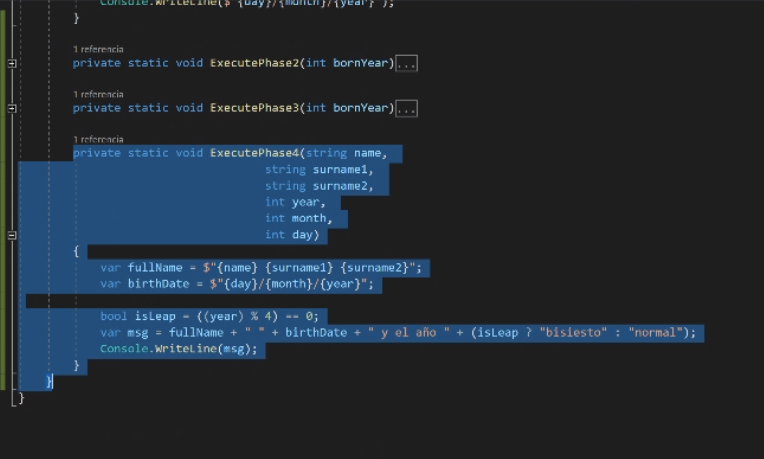 Console.WriteLine($"{day}/{month}/{year}");
}
1 referencia
private static void ExecutePhase2(int bornYear)...
1 referencia
private static void ExecutePhase3(int bornYear)...
1 referencia
private static void ExecutePhase4(string name,
string surname1,
string surname2,
int year,
int month,
int day)
{
var fullName = $"{name} {surname1} {surname2}";
var birthDate = $"{day}/{month}/{year}";
bool isLeap = ((year) % 4) == 0;
var msg = fullName + " " + birthDate + " y el año " + (isLeap ? "bisiesto" : "normal");
Console.WriteLine(msg);
}
}
}